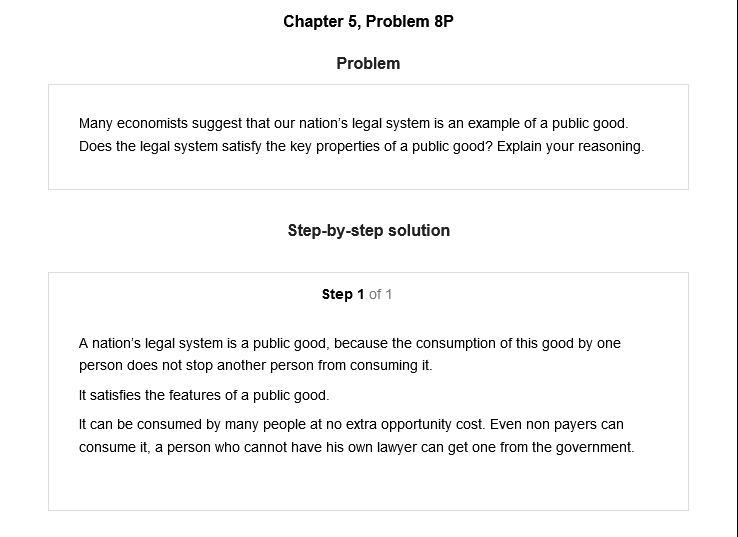 Chapter 5, Problem 8P
Problem
Many economists suggest that our nation's legal system is an example of a public good.
Does the legal system satisfy the key properties of a public good? Explain your reasoning.
Step-by-step solution
Step 1 of 1
A nation's legal system is a public good, because the consumption of this good by one
person does not stop another person from consuming it.
It satisfies the features of a public good.
It can be consumed by many people at no extra opportunity cost. Even non payers can
consume it, a person who cannot have his own lawyer can get one from the government.